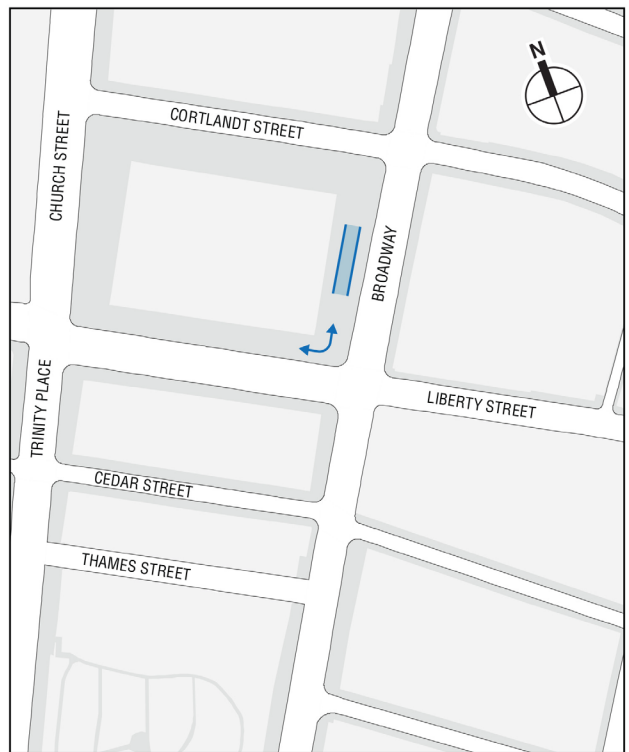 N
CORTLANDT STREET
CHURCH STREET
BROADWAY
TRINITY PLACE
LIBERTY STREET
CEDAR STREET
THAMES STREET